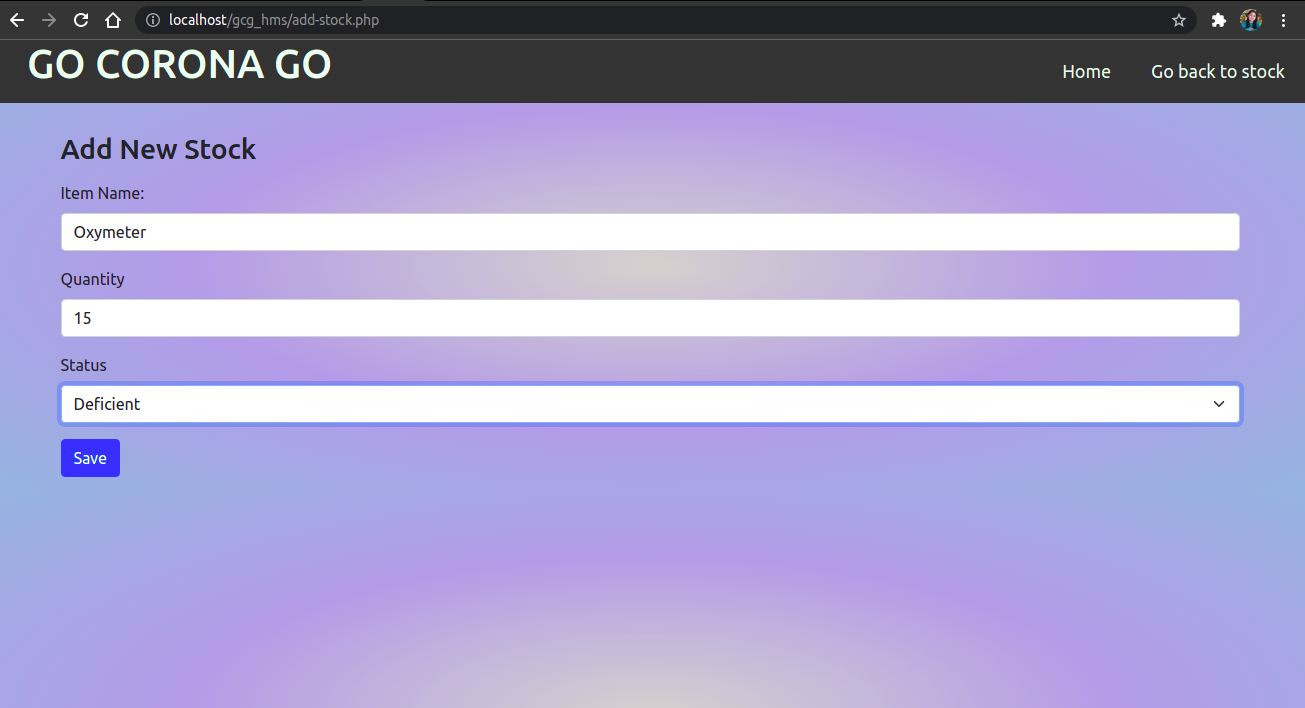 localhost/gcg_hms/add-stock.php
GO CORONA GO
Home
Go back to stock
Add New Stock
Item Name:
Oxymeter
Quantity
15
Status
Deficient
Save